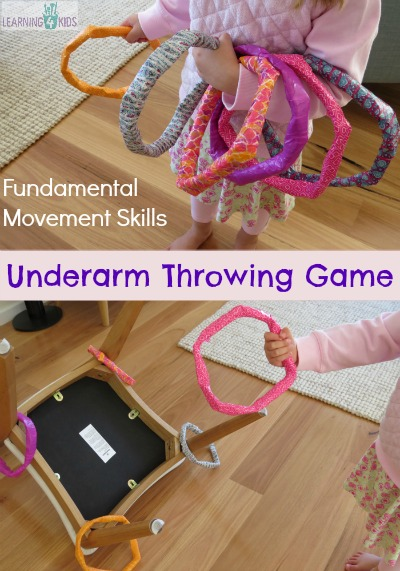 LEARNING 4 KIDS
Fundamental
Movement Skills
Underarm Throwing Game